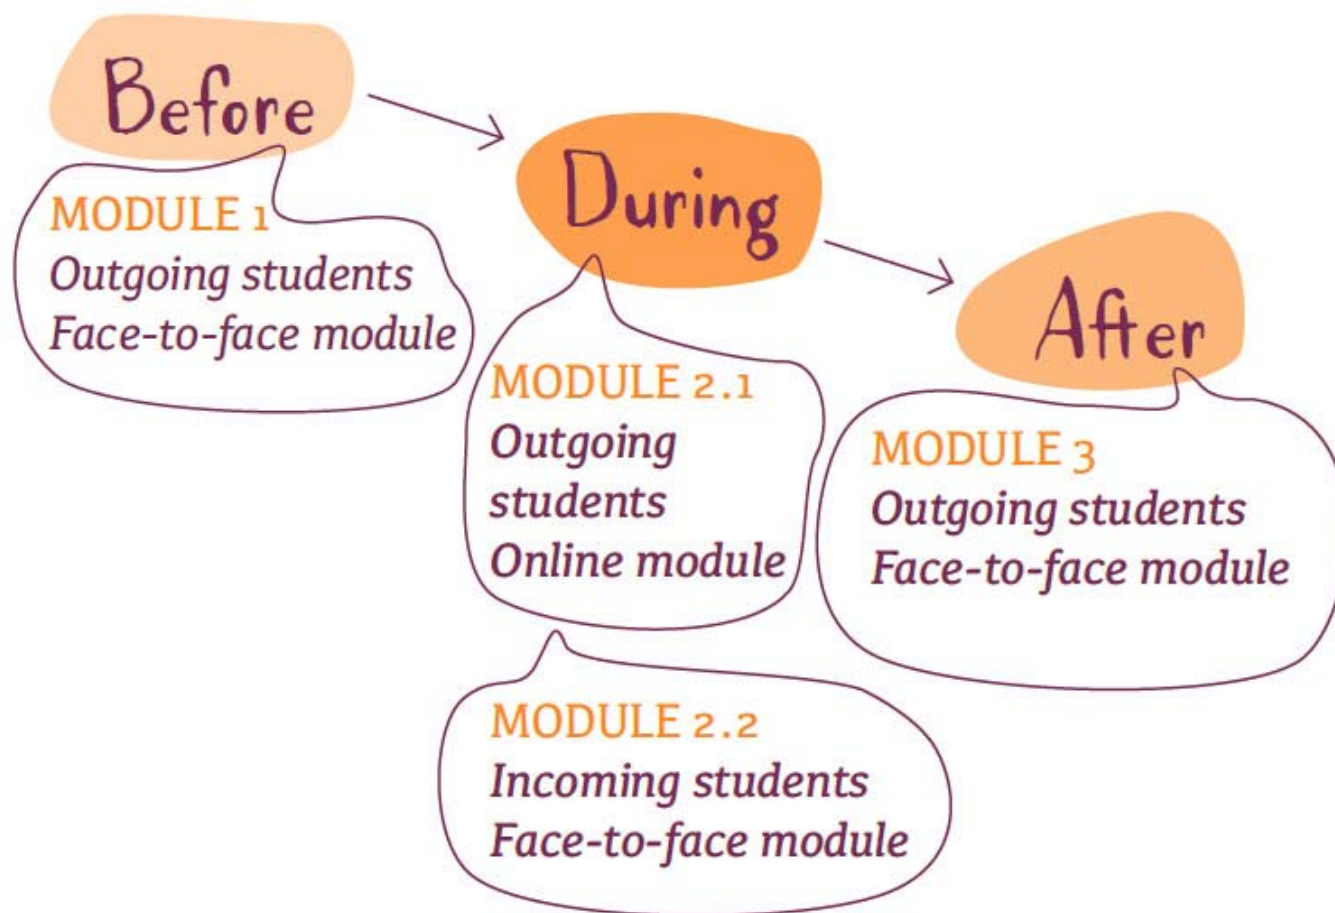 Before
MODULE 1
Outgoing students
Face-to-face module
During
MODULE 2.1
Outgoing
students
Online module
MODULE 2.2
Incoming students
Face-to-face module
After
MODULE 3
Outgoing students
Face-to-face module